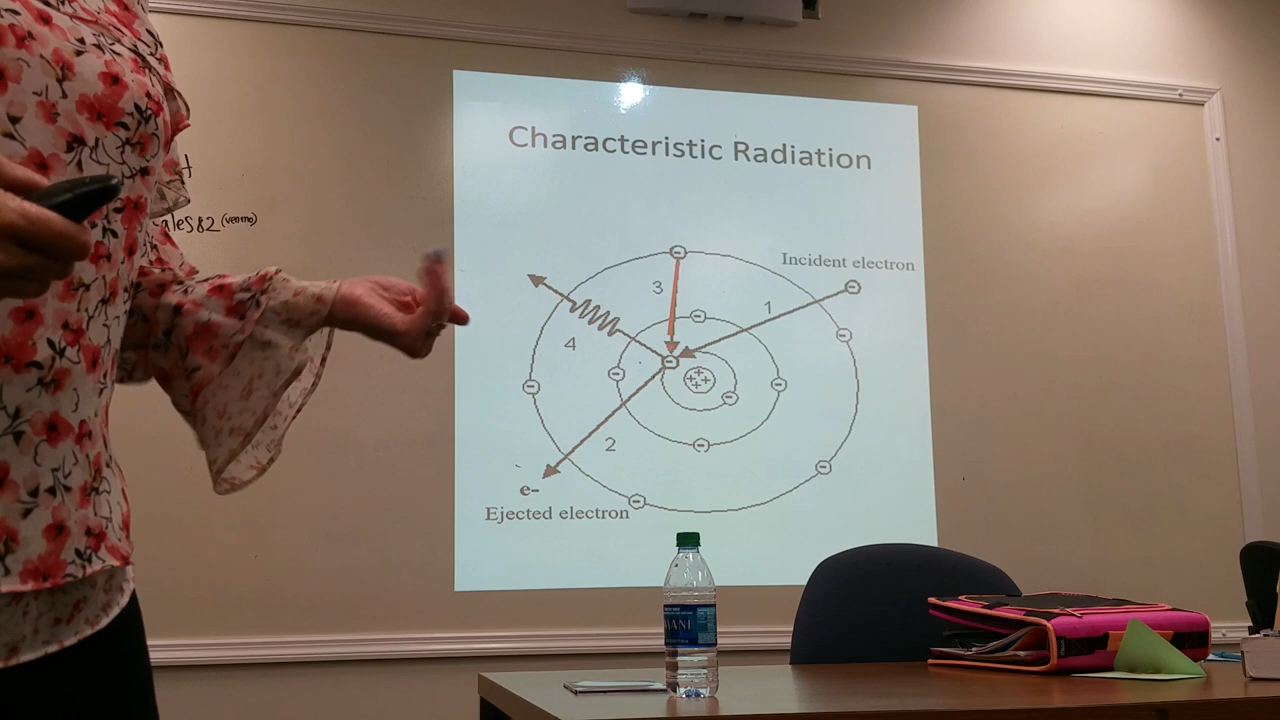 Characteristic Radiation
Incident electron
3
1
4
2
e-
Ejected electron
ales82 (venmo)